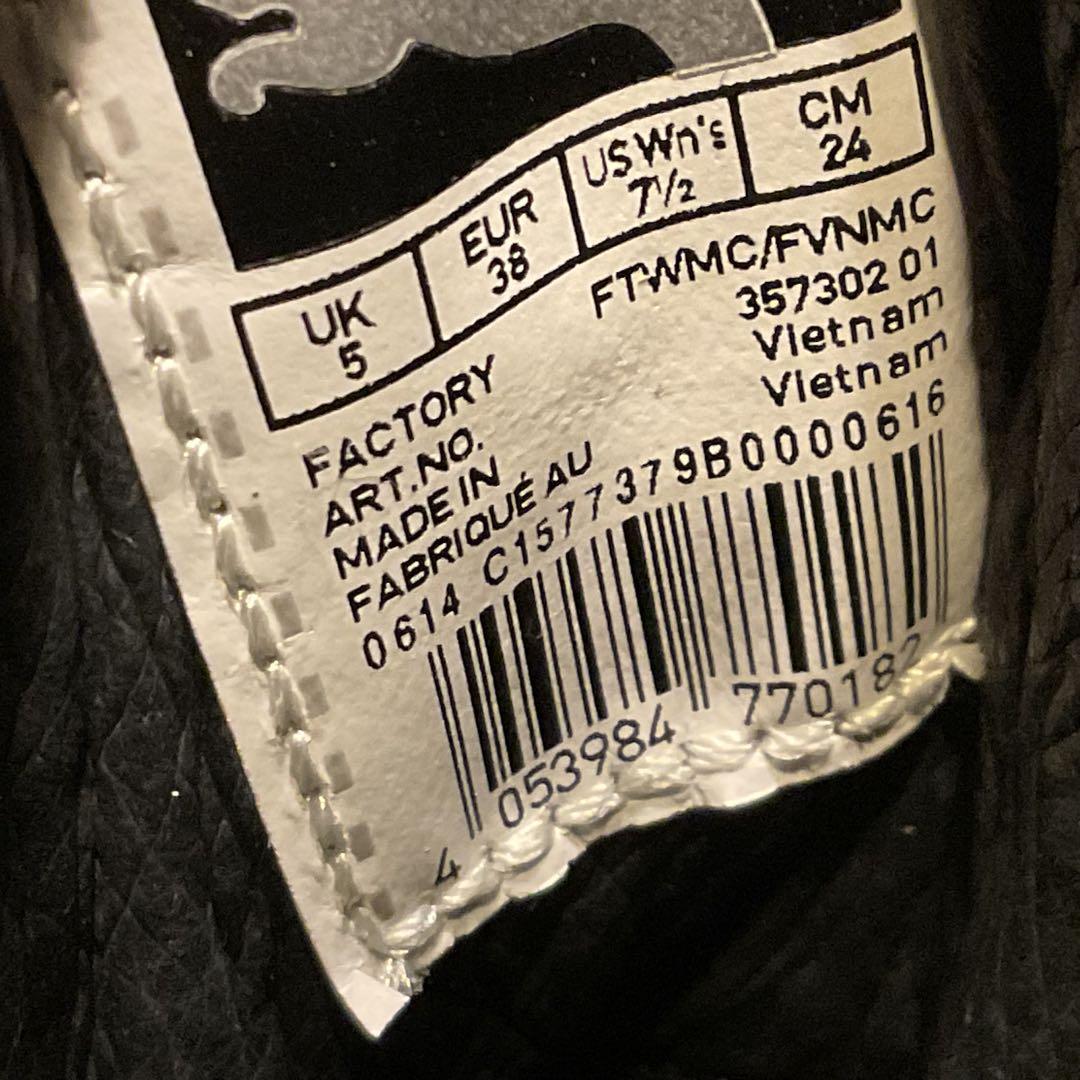 UK EUR US Wn's CM
5 38 7½ 24
FACTORY FTWMC/FVNMC
ART.NO. 357302 01
MADE IN Vietnam
FABRIQUÉ AU Vietnam
0614 C1577379B0000616
4 053984 770182